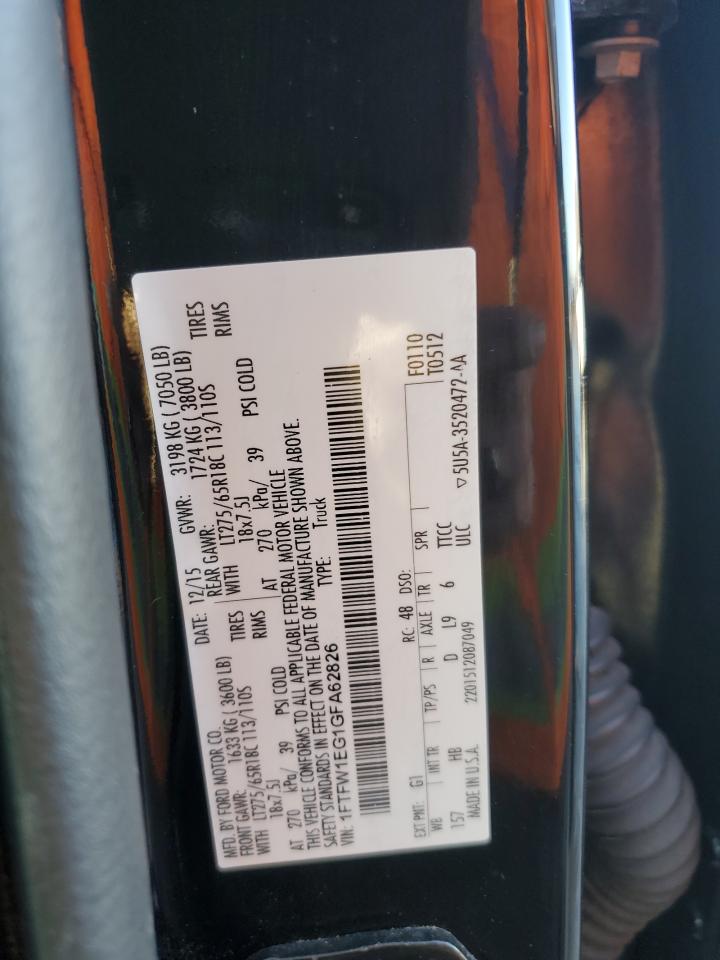 MFD. BY FORD MOTOR CO. DATE: 12/15 GVWR: 3198 KG ( 7050 LB)
FRONT GAWR: 1633 KG ( 3600 LB) REAR GAWR: 1724 KG ( 3800 LB)
WITH LT275/65R18C 113/110S TIRES WITH LT275/65R18C 113/110S TIRES
18x7.5J RIMS 18x7.5J RIMS
AT 270 kPa/ 39 PSI COLD AT 270 kPa/ 39 PSI COLD
THIS VEHICLE CONFORMS TO ALL APPLICABLE FEDERAL MOTOR VEHICLE
SAFETY STANDARDS IN EFFECT ON THE DATE OF MANUFACTURE SHOWN ABOVE.
VIN: 1FTFW1EG1GFA62826 TYPE: Truck
EXT PNT: G1 RC: 48 DSO: F0110
WB INT TR TP/PS R AXLE TR SPR T0512
157 HB D L9 6 TTCC
ULC
MADE IN U.S.A. 2201512087049 ▽5U5A-3520472-AA